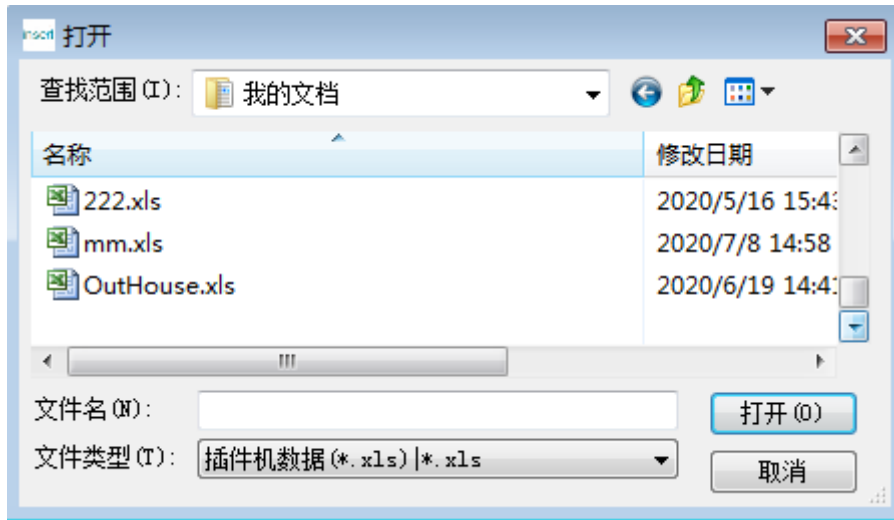 insert 打开
查找范围(I): 我的文档
名称 修改日期
222.xls 2020/5/16 15:43
mm.xls 2020/7/8 14:58
OutHouse.xls 2020/6/19 14:41
文件名(N): 打开(O)
文件类型(T): 插件机数据(*.xls)|*.xls
取消